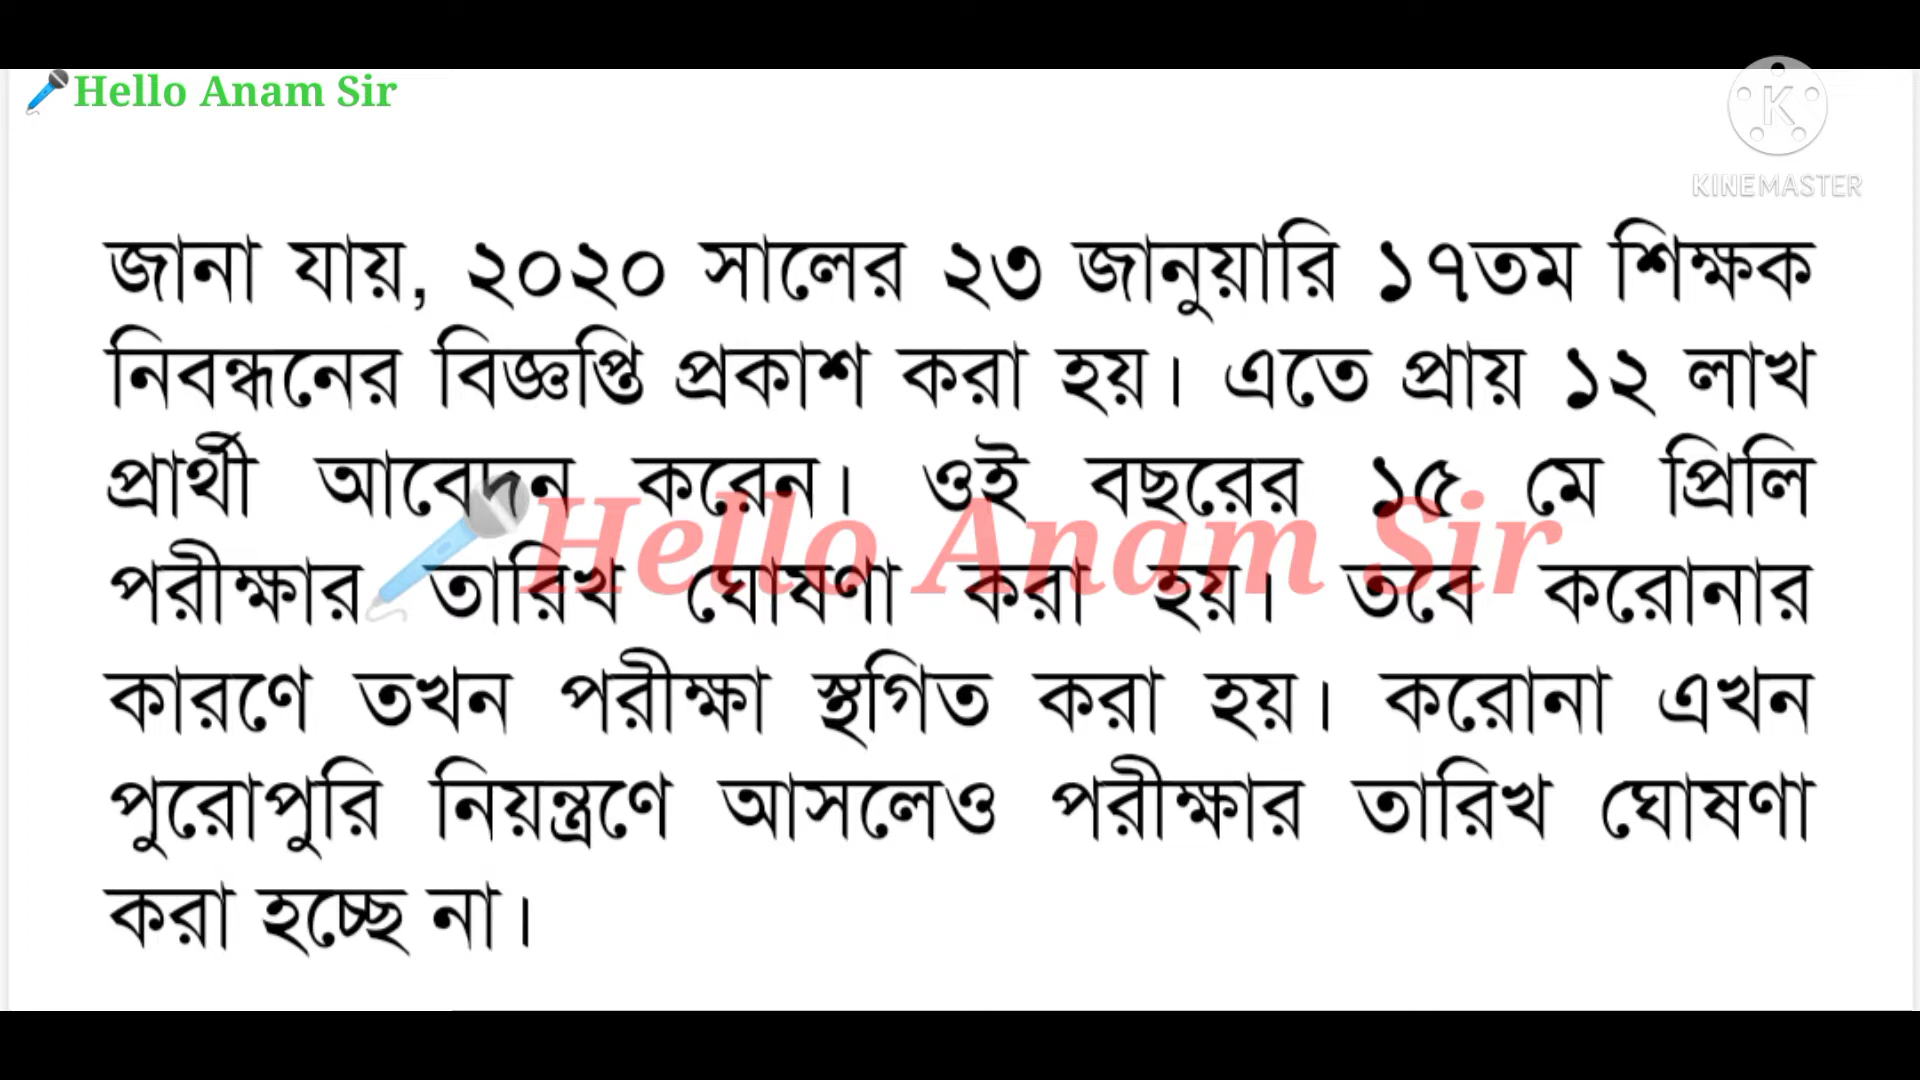 🎤Hello Anam Sir
KINEMASTER
জানা যায়, ২০২০ সালের ২৩ জানুয়ারি ১৭তম শিক্ষক
নিবন্ধনের বিজ্ঞপ্তি প্রকাশ করা হয়। এতে প্রায় ১২ লাখ
প্রার্থী আবেদন করেন। ওই বছরের ১৫ মে প্রিলি
🎤Hello Anam Sir
পরীক্ষার তারিখ ঘোষণা করা হয়। তবে করোনার
কারণে তখন পরীক্ষা স্থগিত করা হয়। করোনা এখন
পুরোপুরি নিয়ন্ত্রণে আসলেও পরীক্ষার তারিখ ঘোষণা
করা হচ্ছে না।